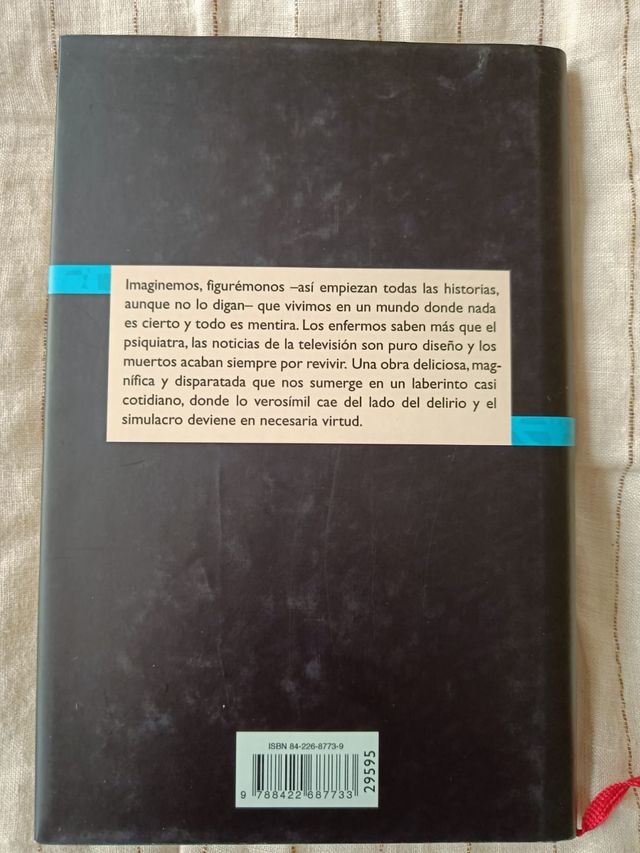 Imaginemos, figurémonos –así empiezan todas las historias,
aunque no lo digan– que vivimos en un mundo donde nada
es cierto y todo es mentira. Los enfermos saben más que el
psiquiatra, las noticias de la televisión son puro diseño y los
muertos acaban siempre por revivir. Una obra deliciosa, mag-
nífica y disparatada que nos sumerge en un laberinto casi
cotidiano, donde lo verosímil cae del lado del delirio y el
simulacro deviene en necesaria virtud.
ISBN 84-226-8773-9
9 788422 687733
29595